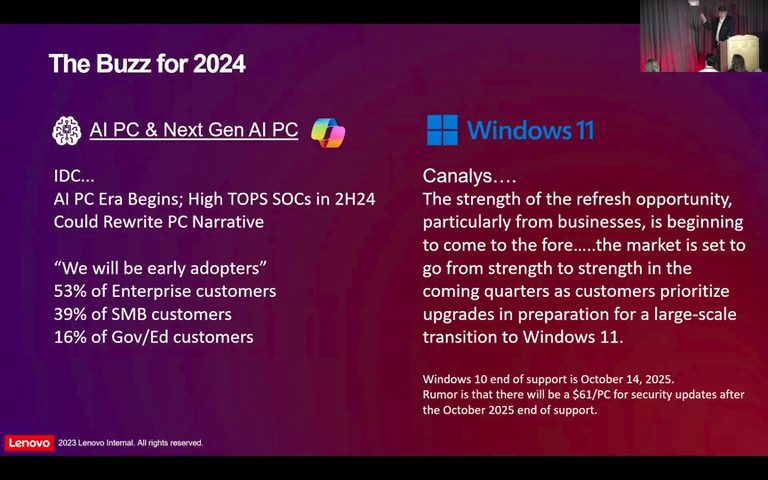 The Buzz for 2024
AI PC & Next Gen AI PC
IDC...
AI PC Era Begins; High TOPS SOCs in 2H24
Could Rewrite PC Narrative
“We will be early adopters”
53% of Enterprise customers
39% of SMB customers
16% of Gov/Ed customers
Windows 11
Canalys....
The strength of the refresh opportunity,
particularly from businesses, is beginning
to come to the fore.....the market is set to
go from strength to strength in the
coming quarters as customers prioritize
upgrades in preparation for a large-scale
transition to Windows 11.
Windows 10 end of support is October 14, 2025.
Rumor is that there will be a $61/PC for security updates after
the October 2025 end of support.
Lenovo 2023 Lenovo Internal. All rights reserved.